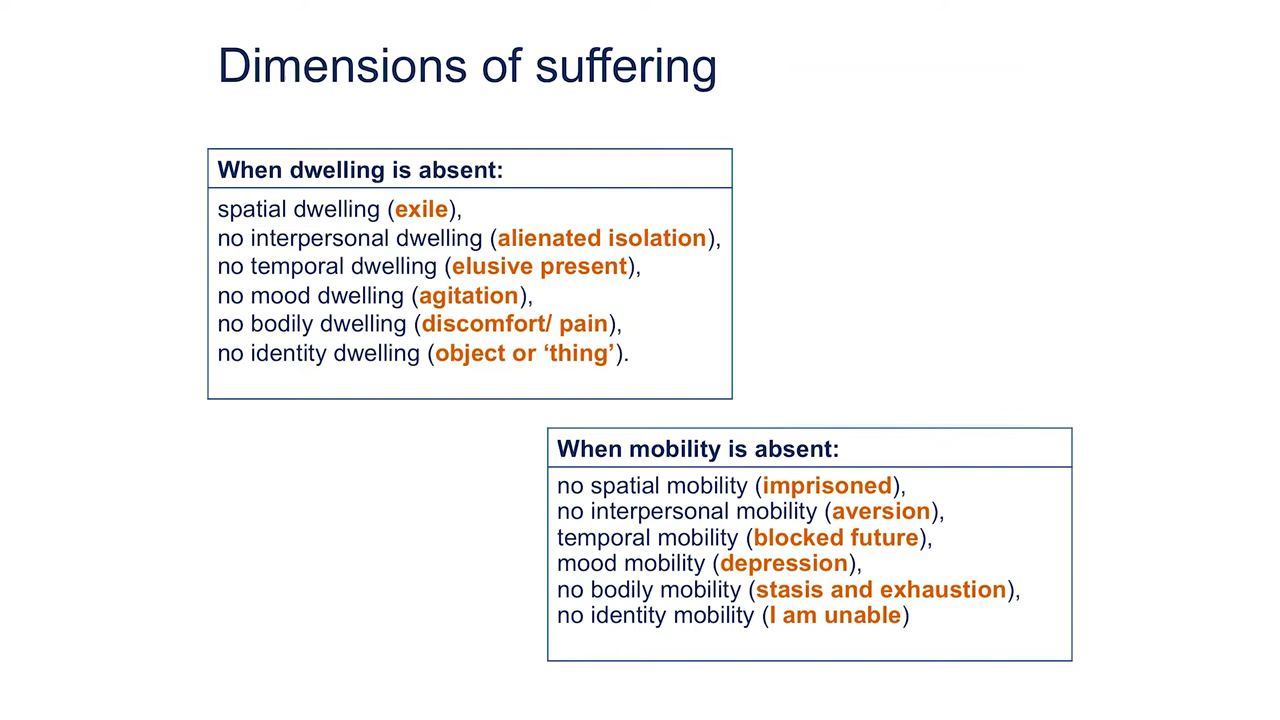 Dimensions of suffering
When dwelling is absent:
spatial dwelling (exile),
no interpersonal dwelling (alienated isolation),
no temporal dwelling (elusive present),
no mood dwelling (agitation),
no bodily dwelling (discomfort/ pain),
no identity dwelling (object or ‘thing’).
When mobility is absent:
no spatial mobility (imprisoned),
no interpersonal mobility (aversion),
temporal mobility (blocked future),
mood mobility (depression),
no bodily mobility (stasis and exhaustion),
no identity mobility (I am unable)